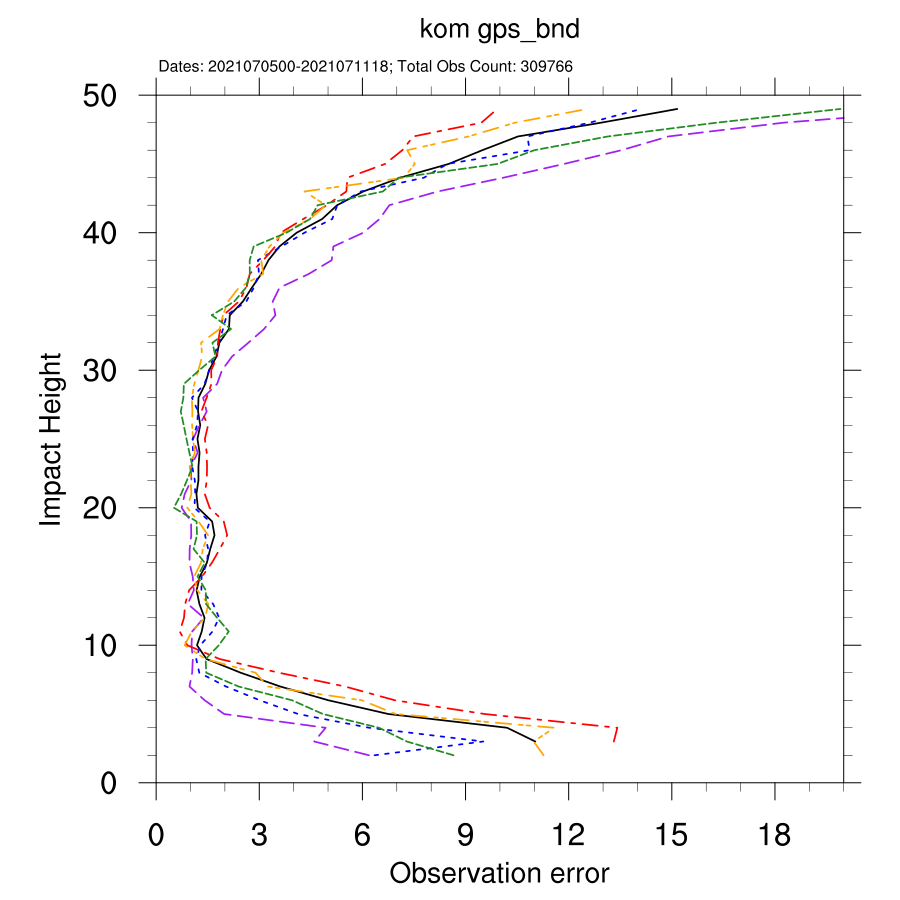 kom gps_bnd
Dates: 2021070500-2021071118; Total Obs Count: 309766
50
40
30
20
10
0
Impact Height
0 3 6 9 12 15 18
Observation error